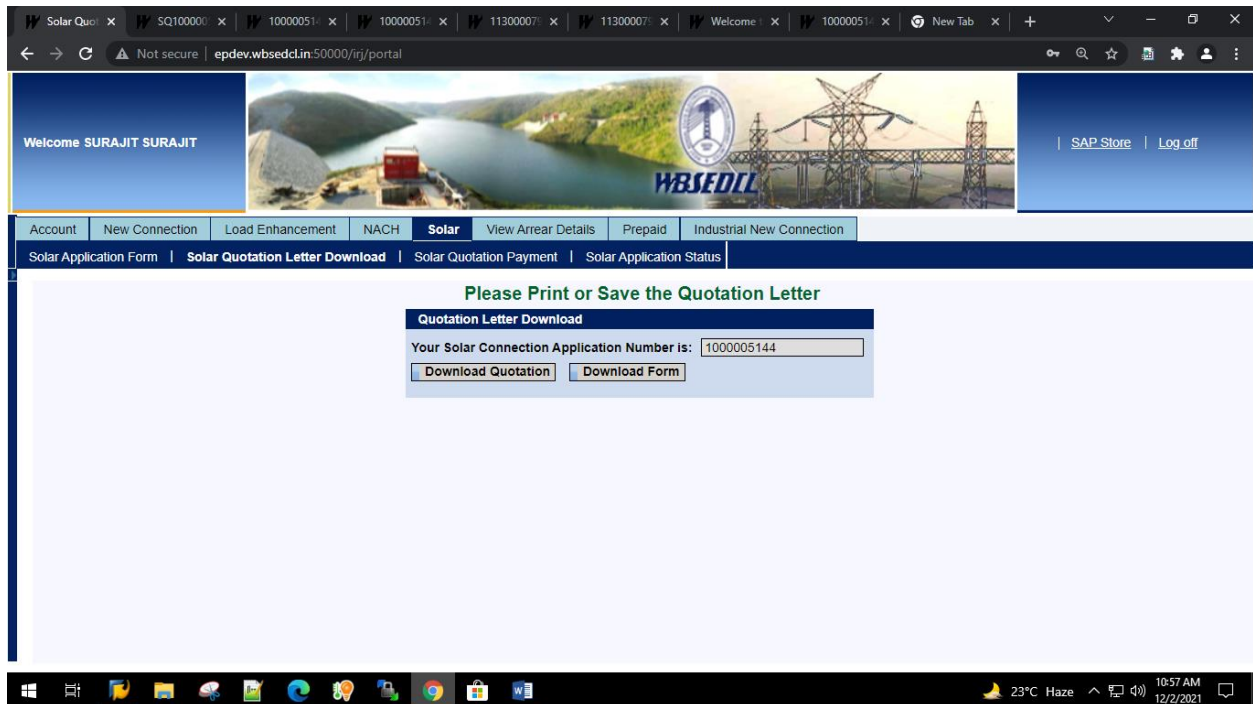 Solar Quot
SQ100000
100000514
100000514
11300007
11300007
Welcome t
100000514
New Tab
Not secure | epdev.wbsedcl.in:50000/irj/portal
Welcome SURAJIT SURAJIT
WBSEDCL
| SAP Store | Log off
Account New Connection Load Enhancement NACH Solar View Arrear Details Prepaid Industrial New Connection
Solar Application Form | Solar Quotation Letter Download | Solar Quotation Payment | Solar Application Status
Please Print or Save the Quotation Letter
Quotation Letter Download
Your Solar Connection Application Number is: 1000005144
Download Quotation Download Form
23°C Haze
10:57 AM
12/2/2021